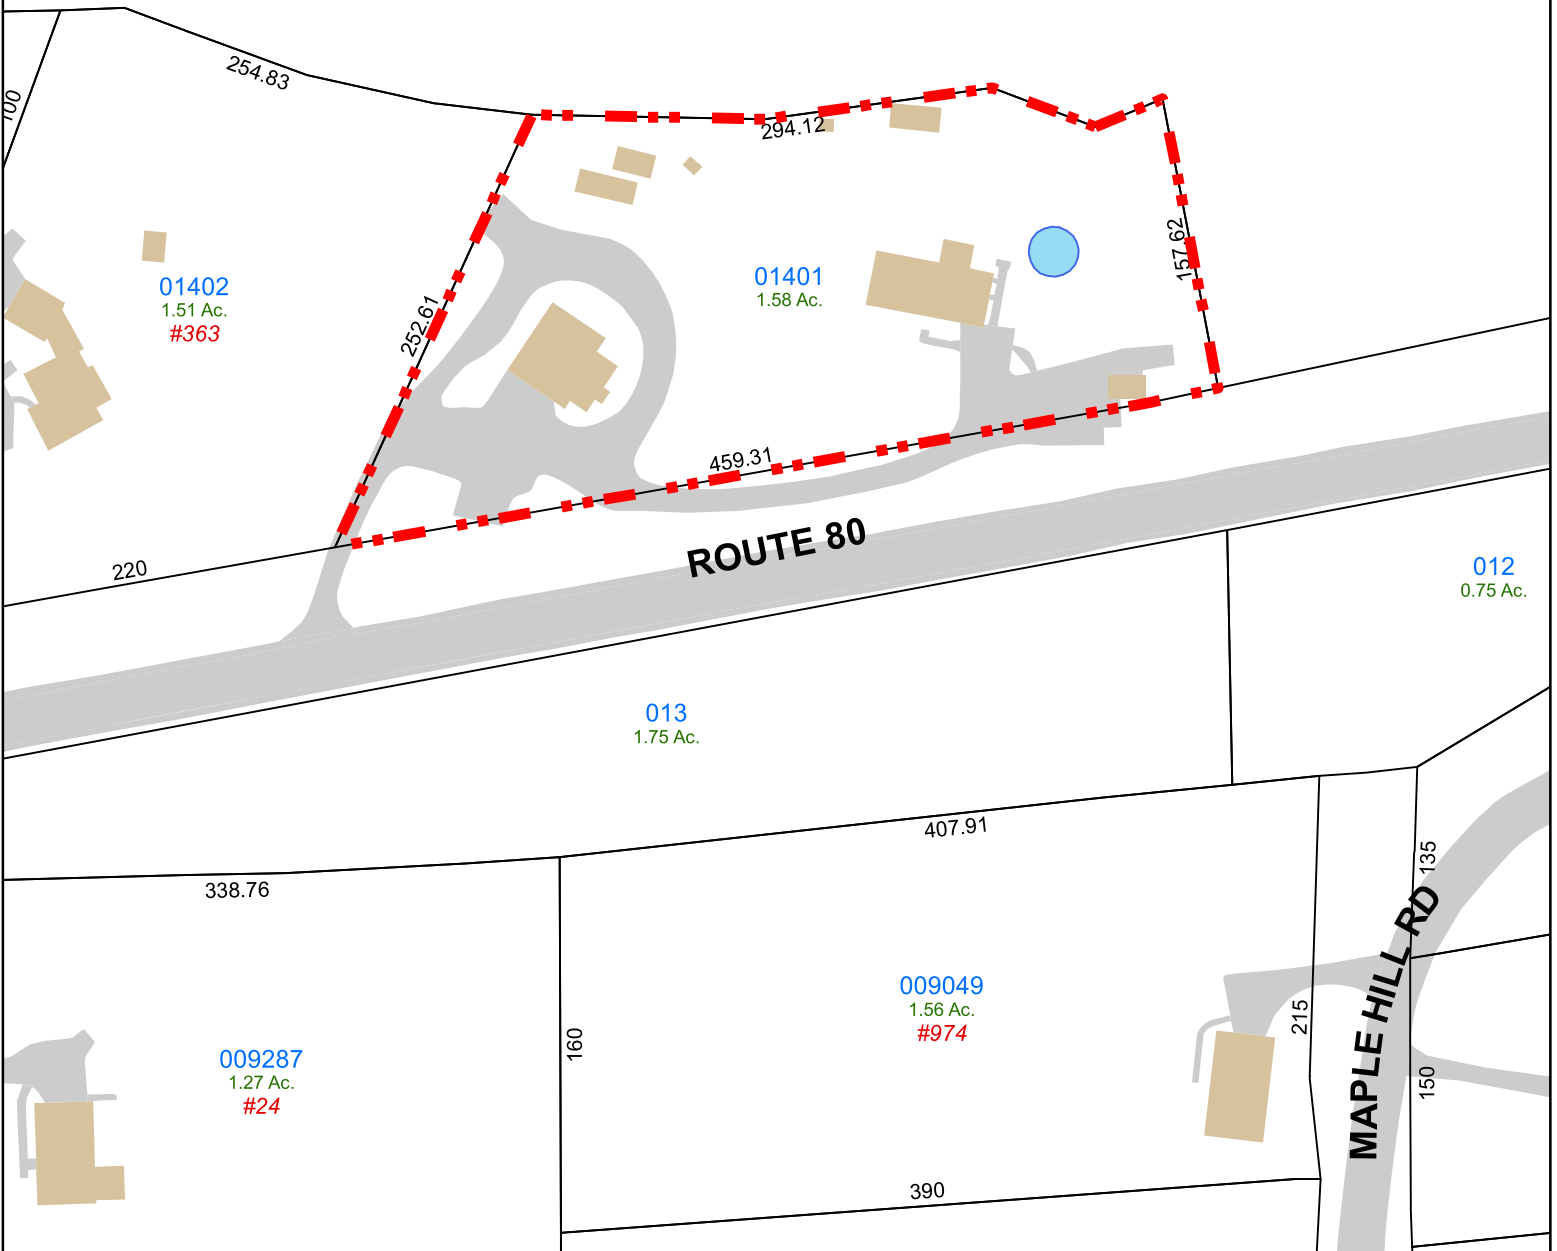 254.83
100
294.12
157.62
01402
1.51 Ac.
#363
01401
1.58 Ac.
252.61
459.31
ROUTE 80
220
012
0.75 Ac.
013
1.75 Ac.
407.91
338.76
135
MAPLE HILL RD
009049
1.56 Ac.
#974
215
160
009287
1.27 Ac.
#24
150
390